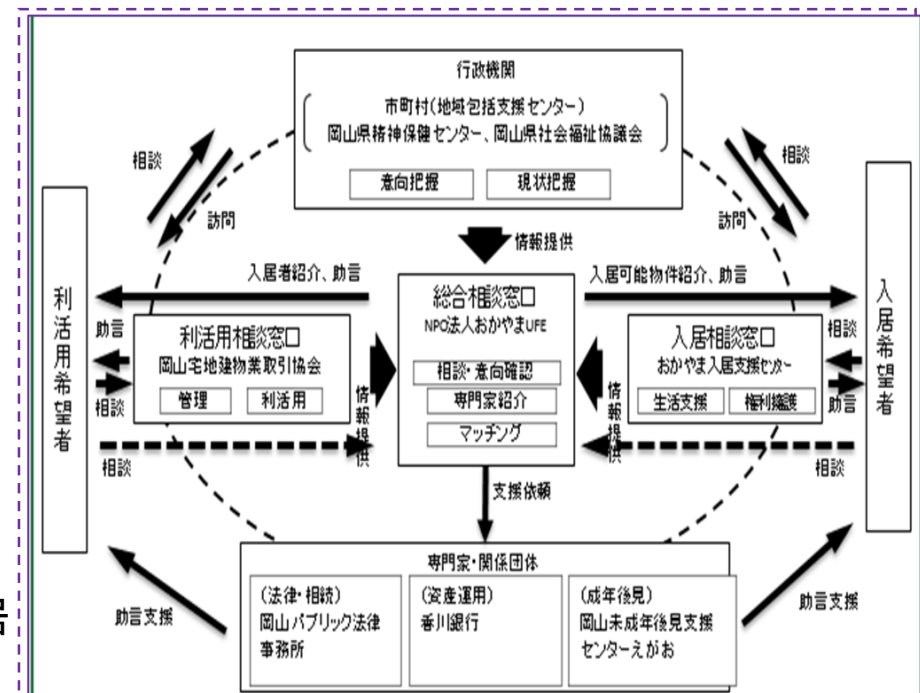 行政機関
市町村(地域包括支援センター)
岡山県精神保健センター、岡山県社会福祉協議会
意向把握
現状把握
相談
訪問
相談
訪問
情報提供
利活用希望者
入居希望者
入居者紹介、助言
入居可能物件紹介、助言
総合相談窓口
NPO法人おかやまUFE
相談・意向確認
専門家紹介
マッチング
助言
相談
利活用相談窓口
岡山宅地建物業取引協会
管理
利活用
情報提供
情報提供
入居相談窓口
おかやま入居支援センター
生活支援
権利擁護
相談
助言
相談
相談
支援依頼
専門家・関係団体
(法律・相続)
岡山パブリック法律
事務所
(資産運用)
香川銀行
(成年後見)
岡山未成年後見支援
センターえがお
助言支援
助言支援